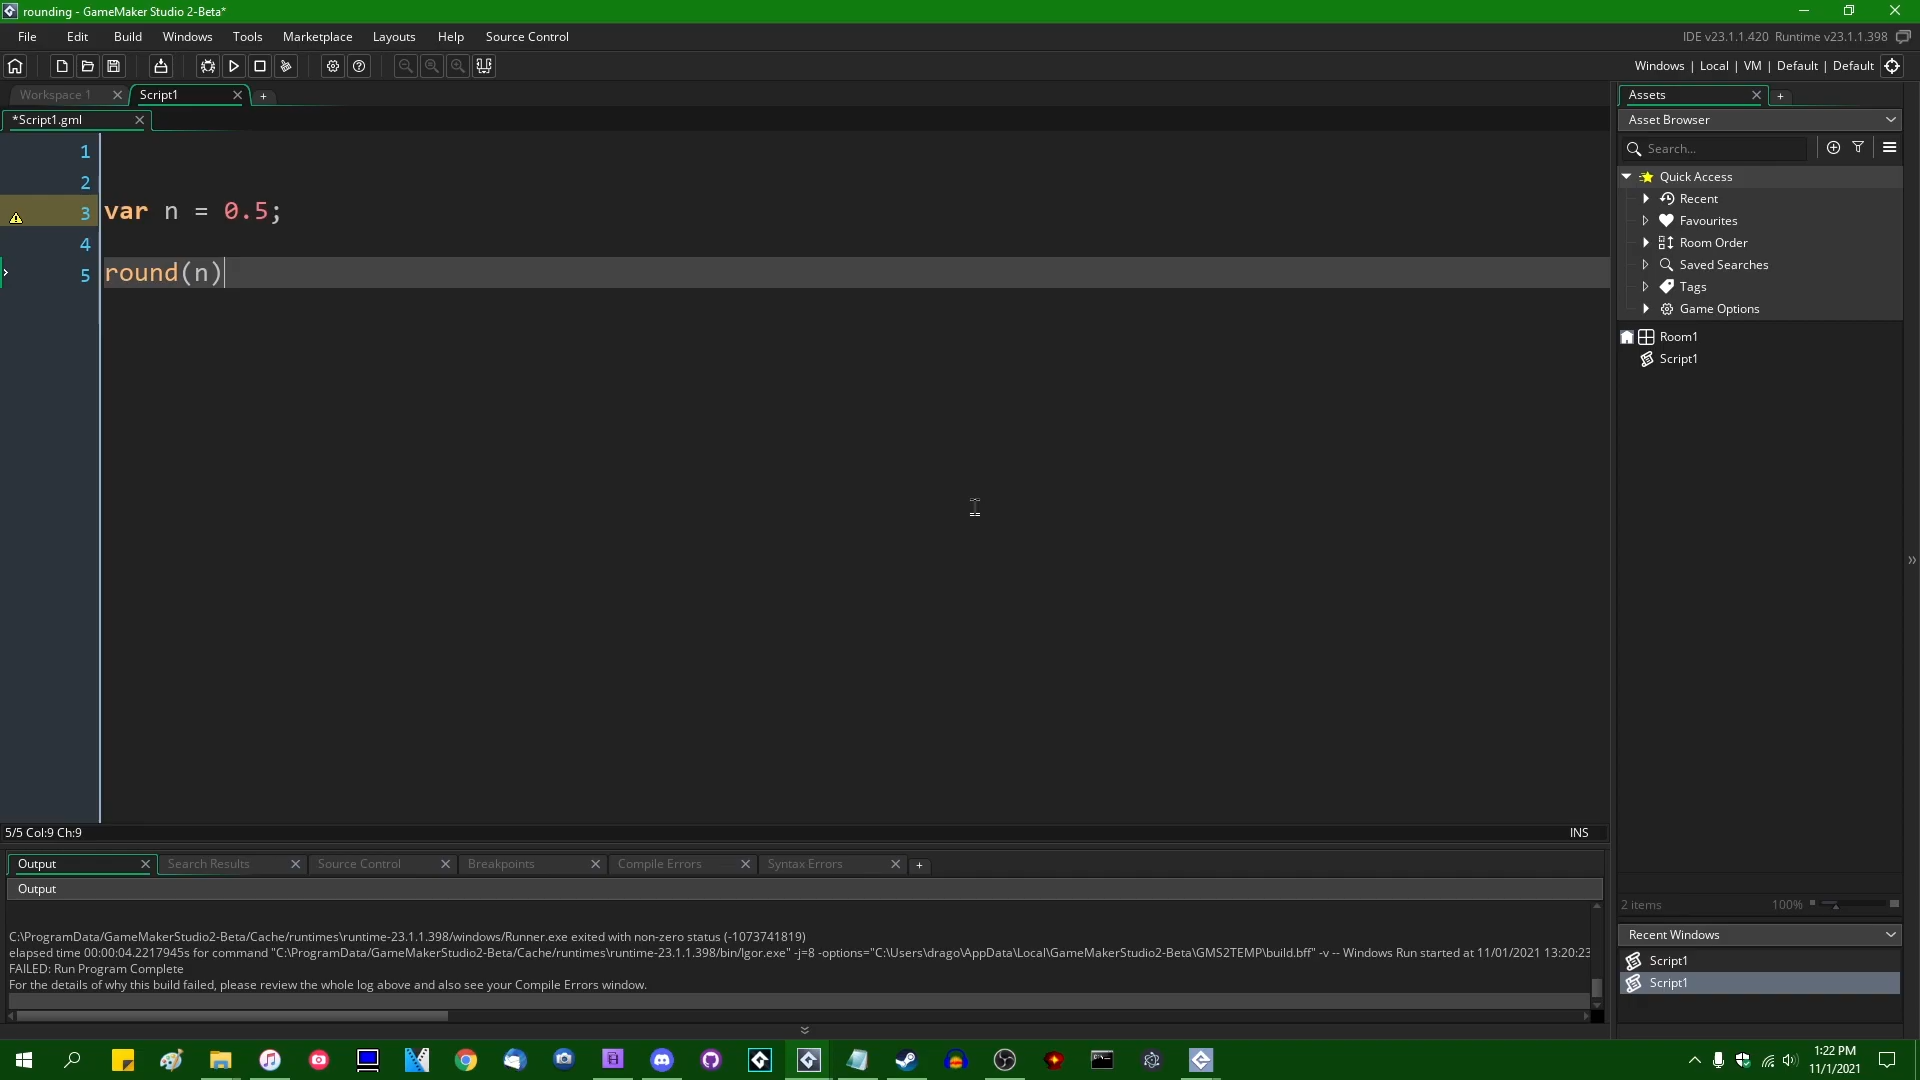 rounding - GameMaker Studio 2-Beta*
File Edit Build Windows Tools Marketplace Layouts Help Source Control
IDE v23.1.1.420 Runtime v23.1.1.398
Windows | Local | VM | Default | Default
Workspace 1
Script1
*Script1.gml
1
2
3 var n = 0.5;
4
5 round(n)
5/5 Col:9 Ch:9
INS
Assets
Asset Browser
Search...
Quick Access
Recent
Favourites
Room Order
Saved Searches
Tags
Game Options
Room1
Script1
2 items
100%
Recent Windows
Script1
Script1
Output Search Results Source Control Breakpoints Compile Errors Syntax Errors
Output
C:\ProgramData/GameMakerStudio2-Beta/Cache/runtimes\runtime-23.1.1.398/windows/Runner.exe exited with non-zero status (-1073741819)
elapsed time 00:00:04.2217945s for command "C:\ProgramData/GameMakerStudio2-Beta/Cache/runtimes\runtime-23.1.1.398/bin/Igor.exe" -j=8 -options="C:\Users\drago\AppData\Local\GameMakerStudio2-Beta\GMS2TEMP\build.bff" -v -- Windows Run started at 11/01/2021 13:20:23
FAILED: Run Program Complete
For the details of why this build failed, please review the whole log above and also see your Compile Errors window.
1:22 PM
11/1/2021